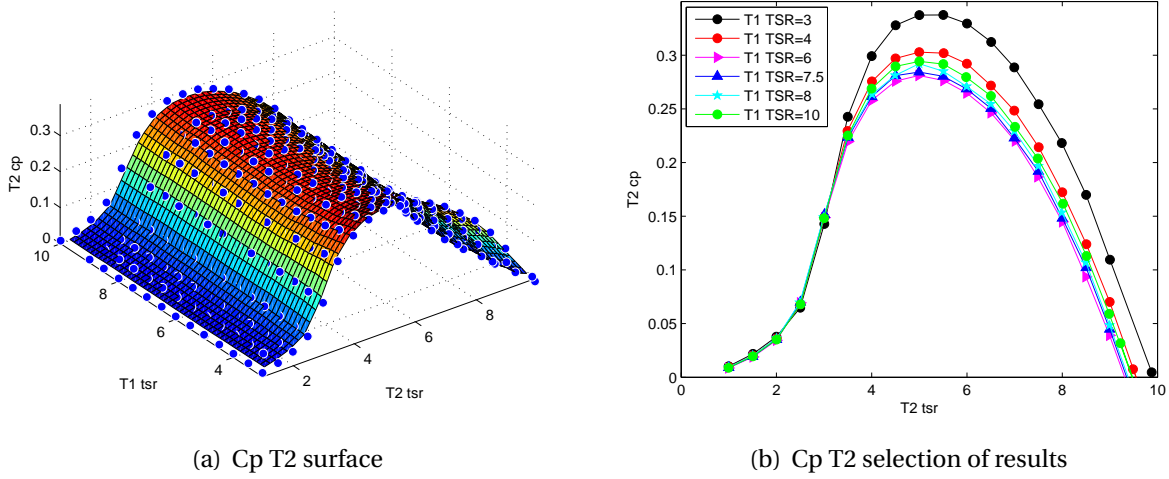 0.3
0.2
0.1
0
T2 cp
10
8
6
4
T1 tsr
2
4
6
8
T2 tsr
(a) Cp T2 surface
T1 TSR=3
T1 TSR=4
T1 TSR=6
T1 TSR=7.5
T1 TSR=8
T1 TSR=10
0.3
0.25
0.2
0.15
0.1
0.05
0
T2 cp
0
2
4
6
8
10
T2 tsr
(b) Cp T2 selection of results